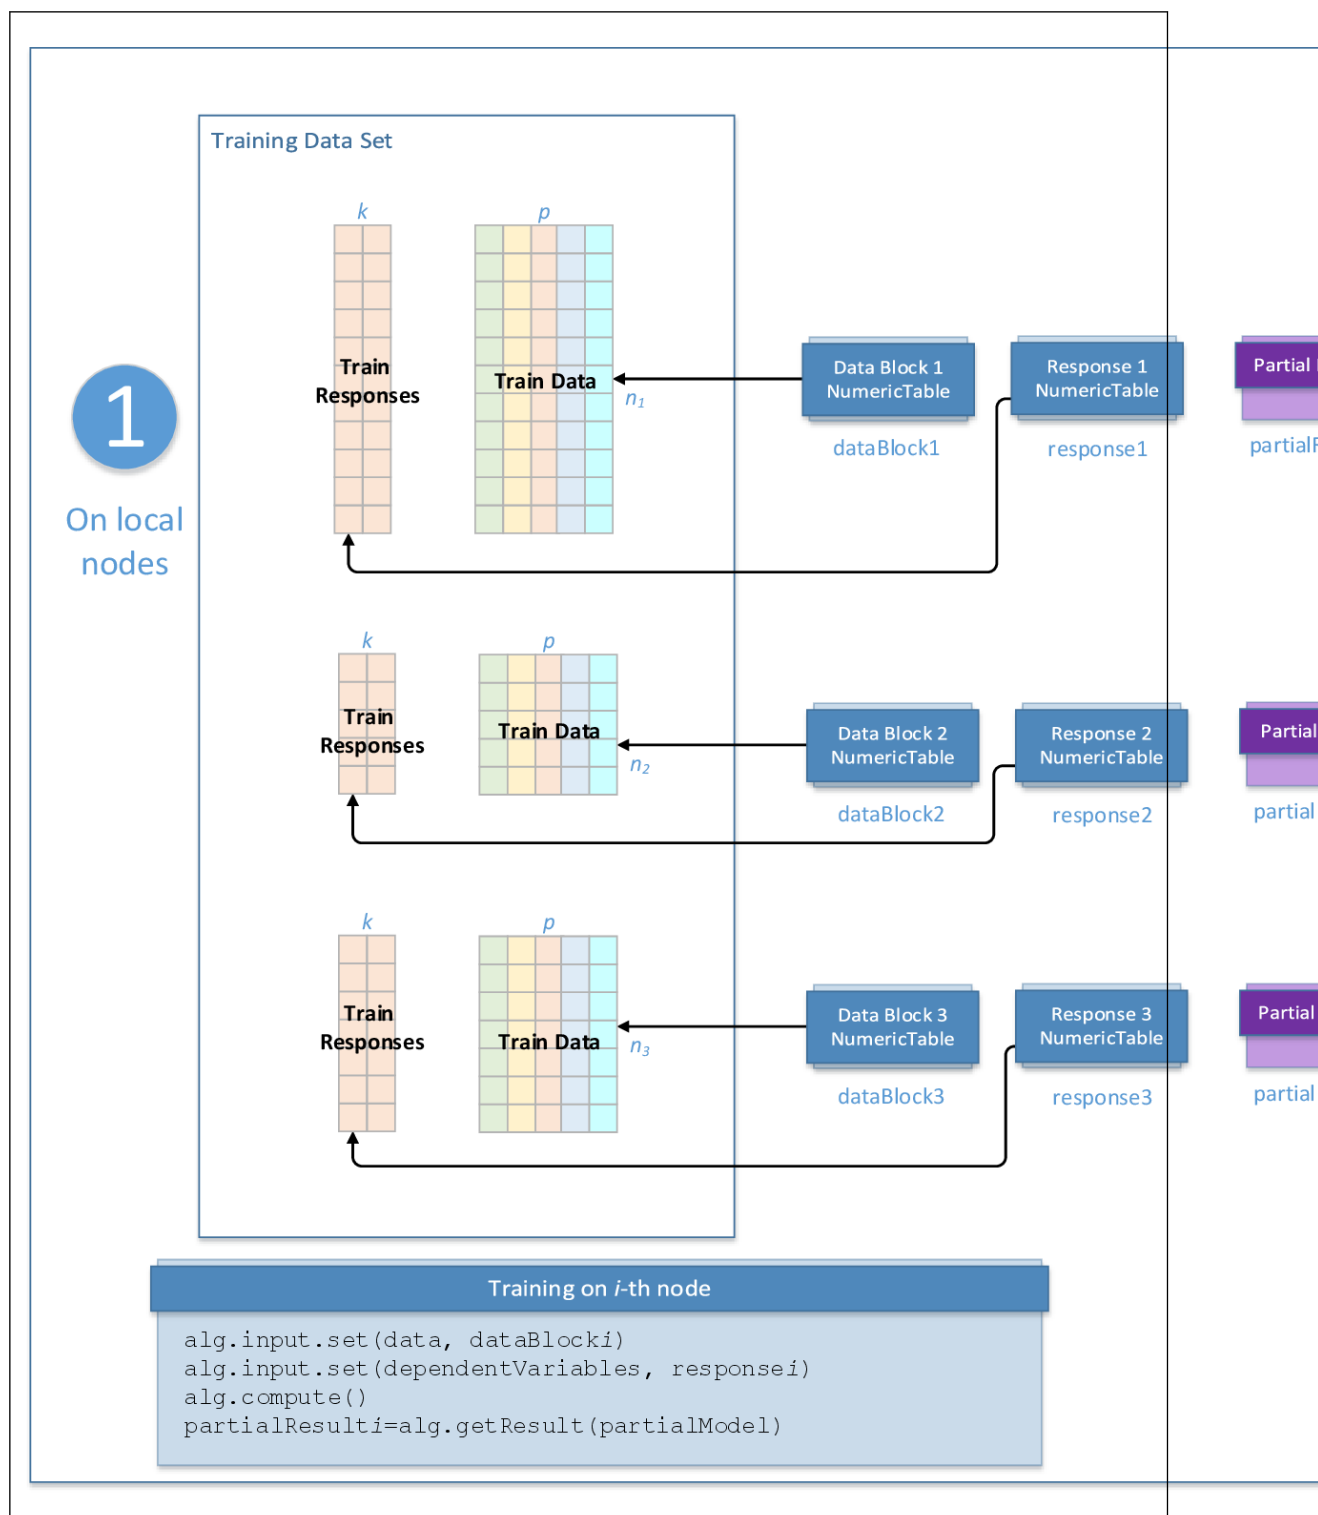 Training Data Set
k
p
Train
Responses
Train Data
n1
Data Block 1
NumericTable
dataBlock1
Response 1
NumericTable
response1
Partial
partial
1
On local
nodes
k
p
Train
Responses
Train Data
n2
Data Block 2
NumericTable
dataBlock2
Response 2
NumericTable
response2
Partial
partial
k
p
Train
Responses
Train Data
n3
Data Block 3
NumericTable
dataBlock3
Response 3
NumericTable
response3
Partial
partial
Training on i-th node
alg.input.set(data, dataBlocki)
alg.input.set(dependentVariables, responsei)
alg.compute()
partialResulti=alg.getResult(partialModel)